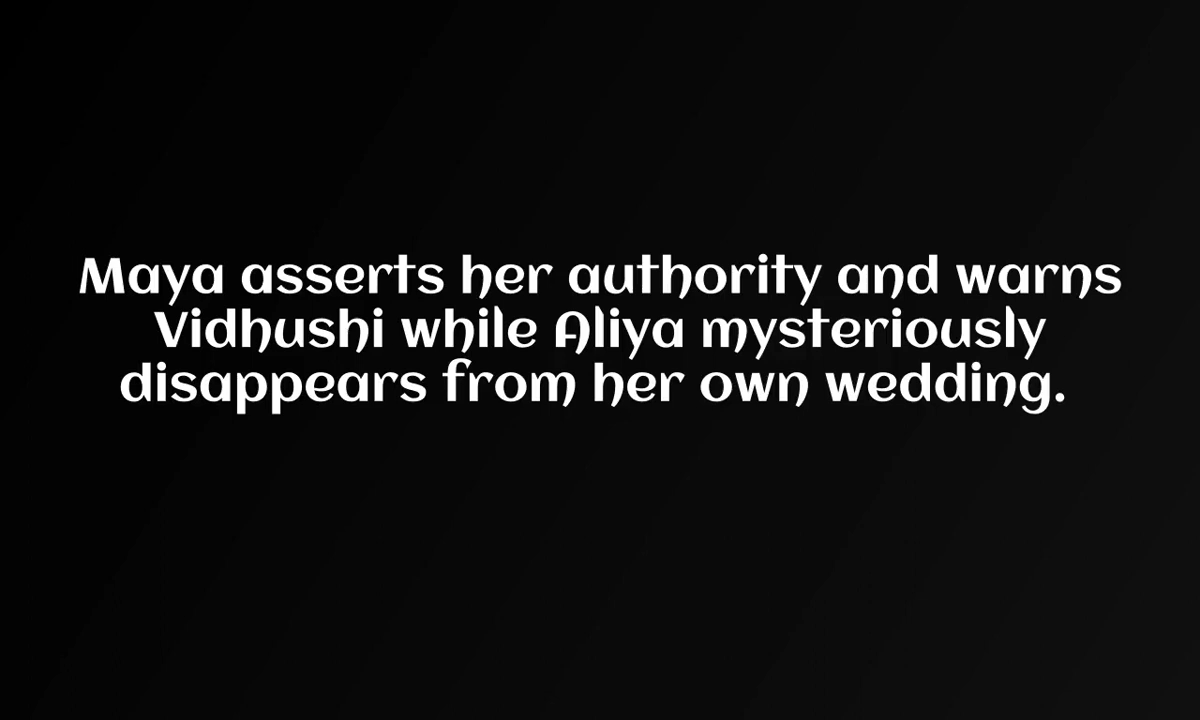 Maya asserts her authority and warns
Vidhushi while Aliya mysteriously
disappears from her own wedding.